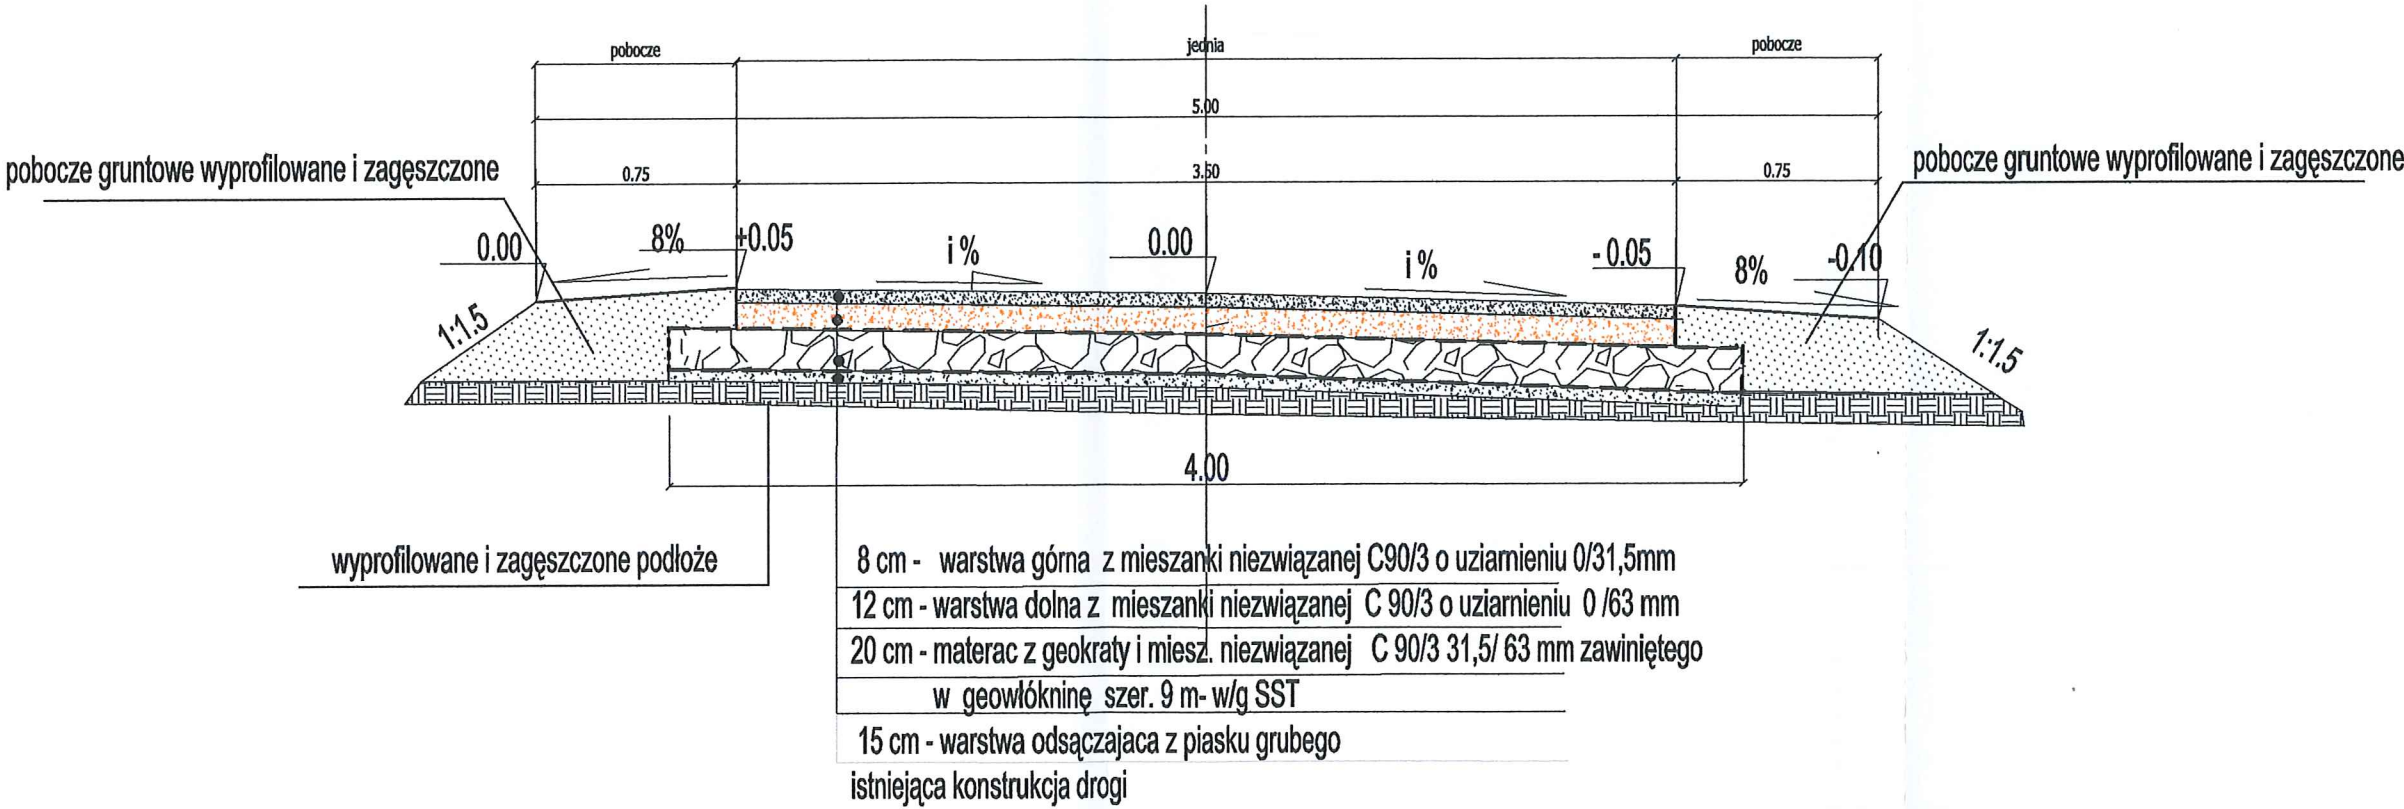 pobocze
jednia
pobocze
5.00
pobocze gruntowe wyprofilowane i zagęszczone
0.75
3.50
0.75
pobocze gruntowe wyprofilowane i zagęszczone
0.00
8%
+0.05
i %
0.00
i %
- 0.05
8%
-0.10
1:1.5
1:1.5
4.00
wyprofilowane i zagęszczone podłoże
8 cm - warstwa górna z mieszanki niezwiązanej C90/3 o uziarnieniu 0/31,5mm
12 cm - warstwa dolna z mieszanki niezwiązanej C 90/3 o uziarnieniu 0 /63 mm
20 cm - materac z geokraty i miesz. niezwiązanej C 90/3 31,5/ 63 mm zawiniętego
w geowłókninę szer. 9 m- w/g SST
15 cm - warstwa odsączajaca z piasku grubego
istniejąca konstrukcja drogi